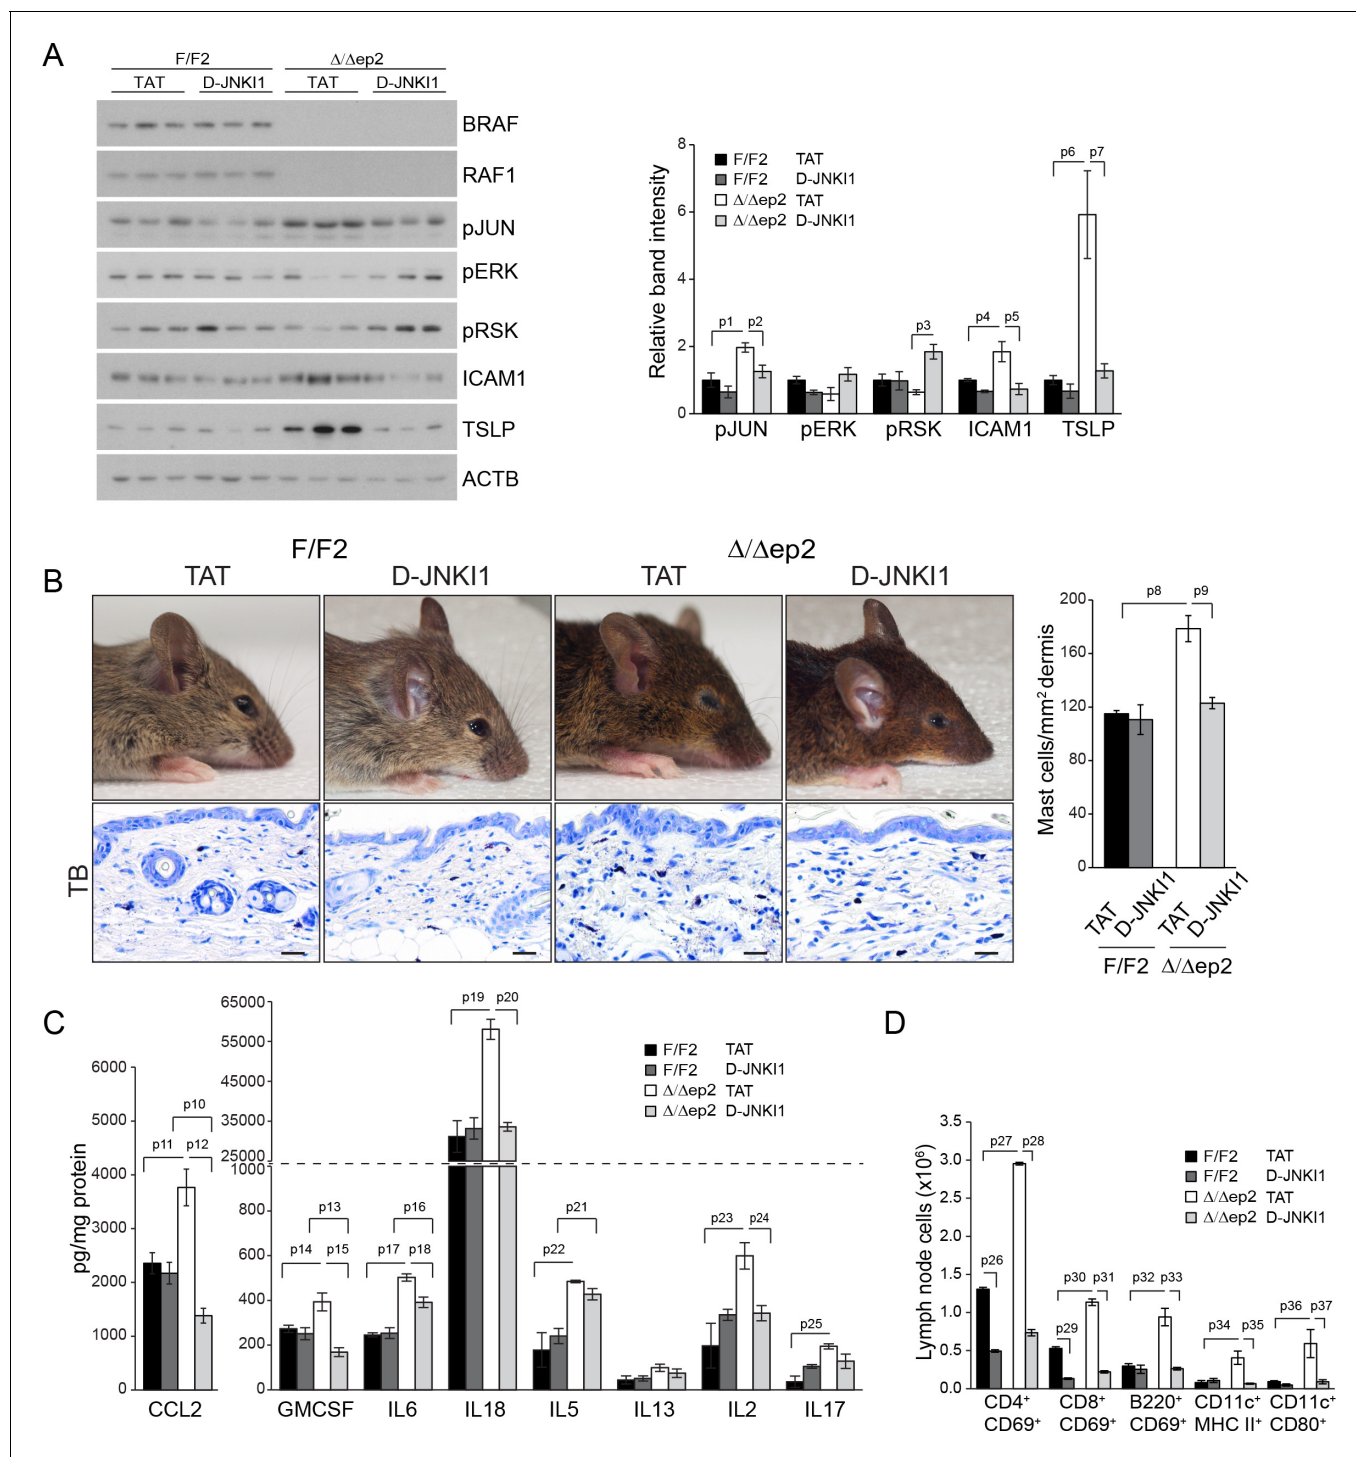 A
F/F2
Δ/Δep2
TAT
D-JNKI1
TAT
D-JNKI1
BRAF
RAF1
pJUN
pERK
pRSK
ICAM1
TSLP
ACTB
Relative band intensity
8
6
4
2
0
F/F2 TAT
F/F2 D-JNKI1
Δ/Δep2 TAT
Δ/Δep2 D-JNKI1
p1
p2
p3
p4
p5
p6
p7
pJUN
pERK
pRSK
ICAM1
TSLP
B
F/F2
Δ/Δep2
TAT
D-JNKI1
TAT
D-JNKI1
TB
Mast cells/mm² dermis
200
160
120
80
40
0
p8
p9
TAT
D-JNKI1
TAT
D-JNKI1
F/F2
Δ/Δep2
C
pg/mg protein
6000
5000
4000
3000
2000
1000
0
p10
p11
p12
CCL2
65000
55000
45000
35000
25000
1000
800
600
400
200
0
F/F2 TAT
F/F2 D-JNKI1
Δ/Δep2 TAT
Δ/Δep2 D-JNKI1
p19
p20
p13
p14
p15
p16
p17
p18
p21
p22
p23
p24
p25
GMCSF
IL6
IL18
IL5
IL13
IL2
IL17
D
Lymph node cells (x10⁶)
3.5
3.0
2.5
2.0
1.5
1.0
0.5
0.0
F/F2 TAT
F/F2 D-JNKI1
Δ/Δep2 TAT
Δ/Δep2 D-JNKI1
p27
p28
p26
p30
p31
p29
p32
p33
p34
p35
p36
p37
CD4⁺ CD8⁺ B220⁺ CD11c⁺ CD11c⁺
CD69⁺ CD69⁺ CD69⁺ MHC II⁺ CD80⁺